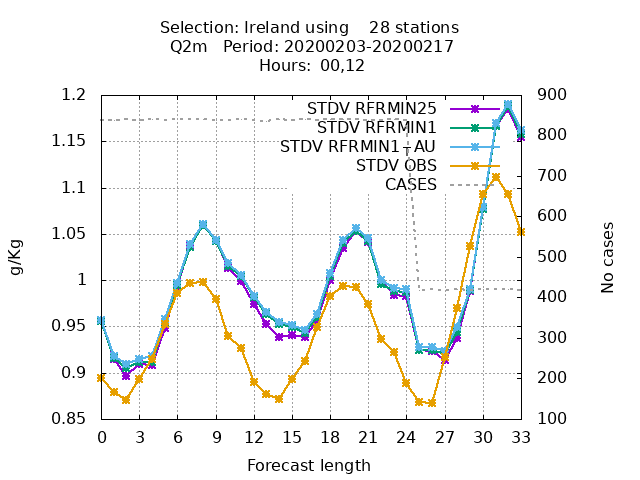 Selection: Ireland using 28 stations
Q2m Period: 20200203-20200217
Hours: 00,12
STDV RFRMIN25
STDV RFRMIN1
STDV RFRMIN1+AU
STDV OBS
CASES
g/Kg
1.2
1.15
1.1
1.05
1
0.95
0.9
0.85
900
800
700
600
500
400
300
200
100
No cases
0 3 6 9 12 15 18 21 24 27 30 33
Forecast length